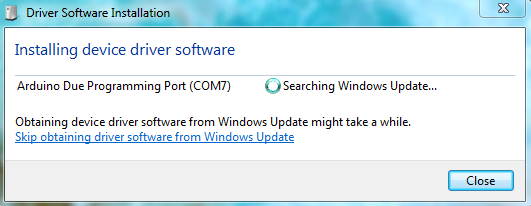 Driver Software Installation
Installing device driver software
Arduino Due Programming Port (COM7) Searching Windows Update...
Obtaining device driver software from Windows Update might take a while.
Skip obtaining driver software from Windows Update
Close